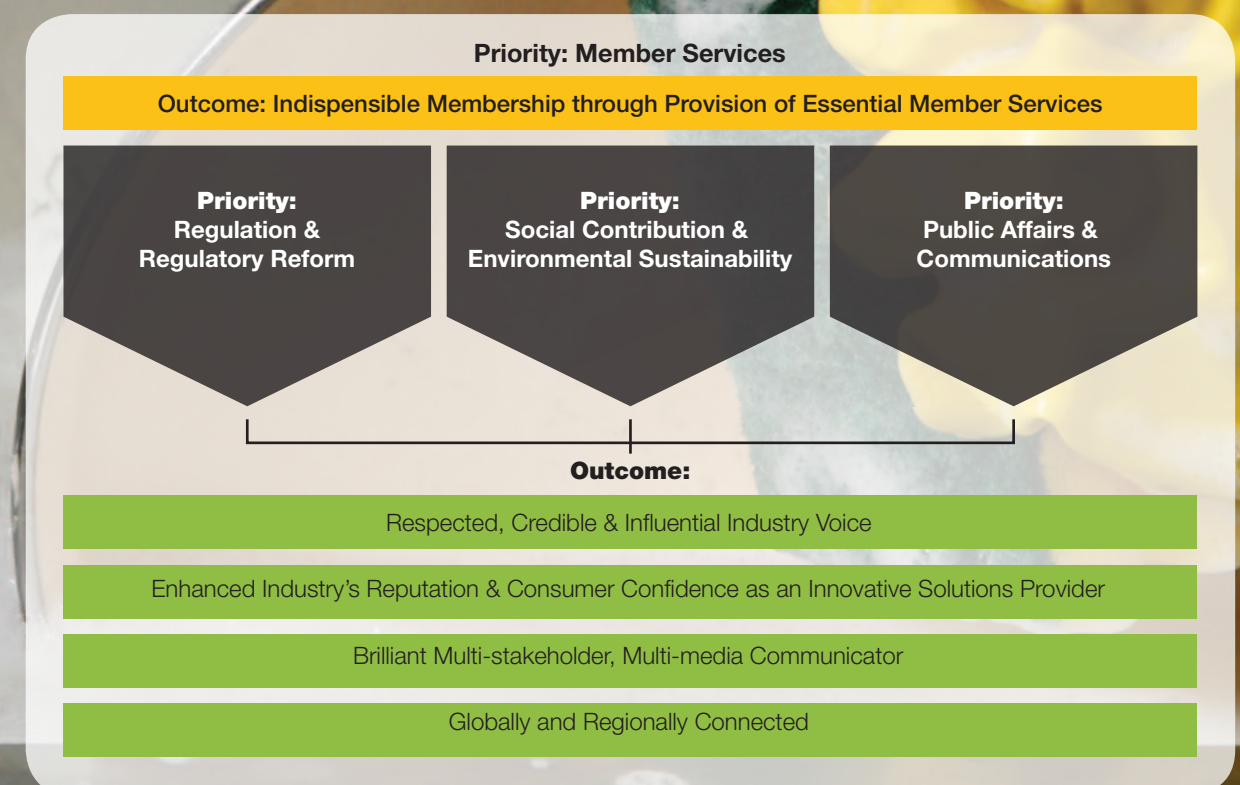 Priority: Member Services
Outcome: Indispensible Membership through Provision of Essential Member Services
Priority:
Regulation &
Regulatory Reform
Priority:
Social Contribution &
Environmental Sustainability
Priority:
Public Affairs &
Communications
Outcome:
Respected, Credible & Influential Industry Voice
Enhanced Industry's Reputation & Consumer Confidence as an Innovative Solutions Provider
Brilliant Multi-stakeholder, Multi-media Communicator
Globally and Regionally Connected